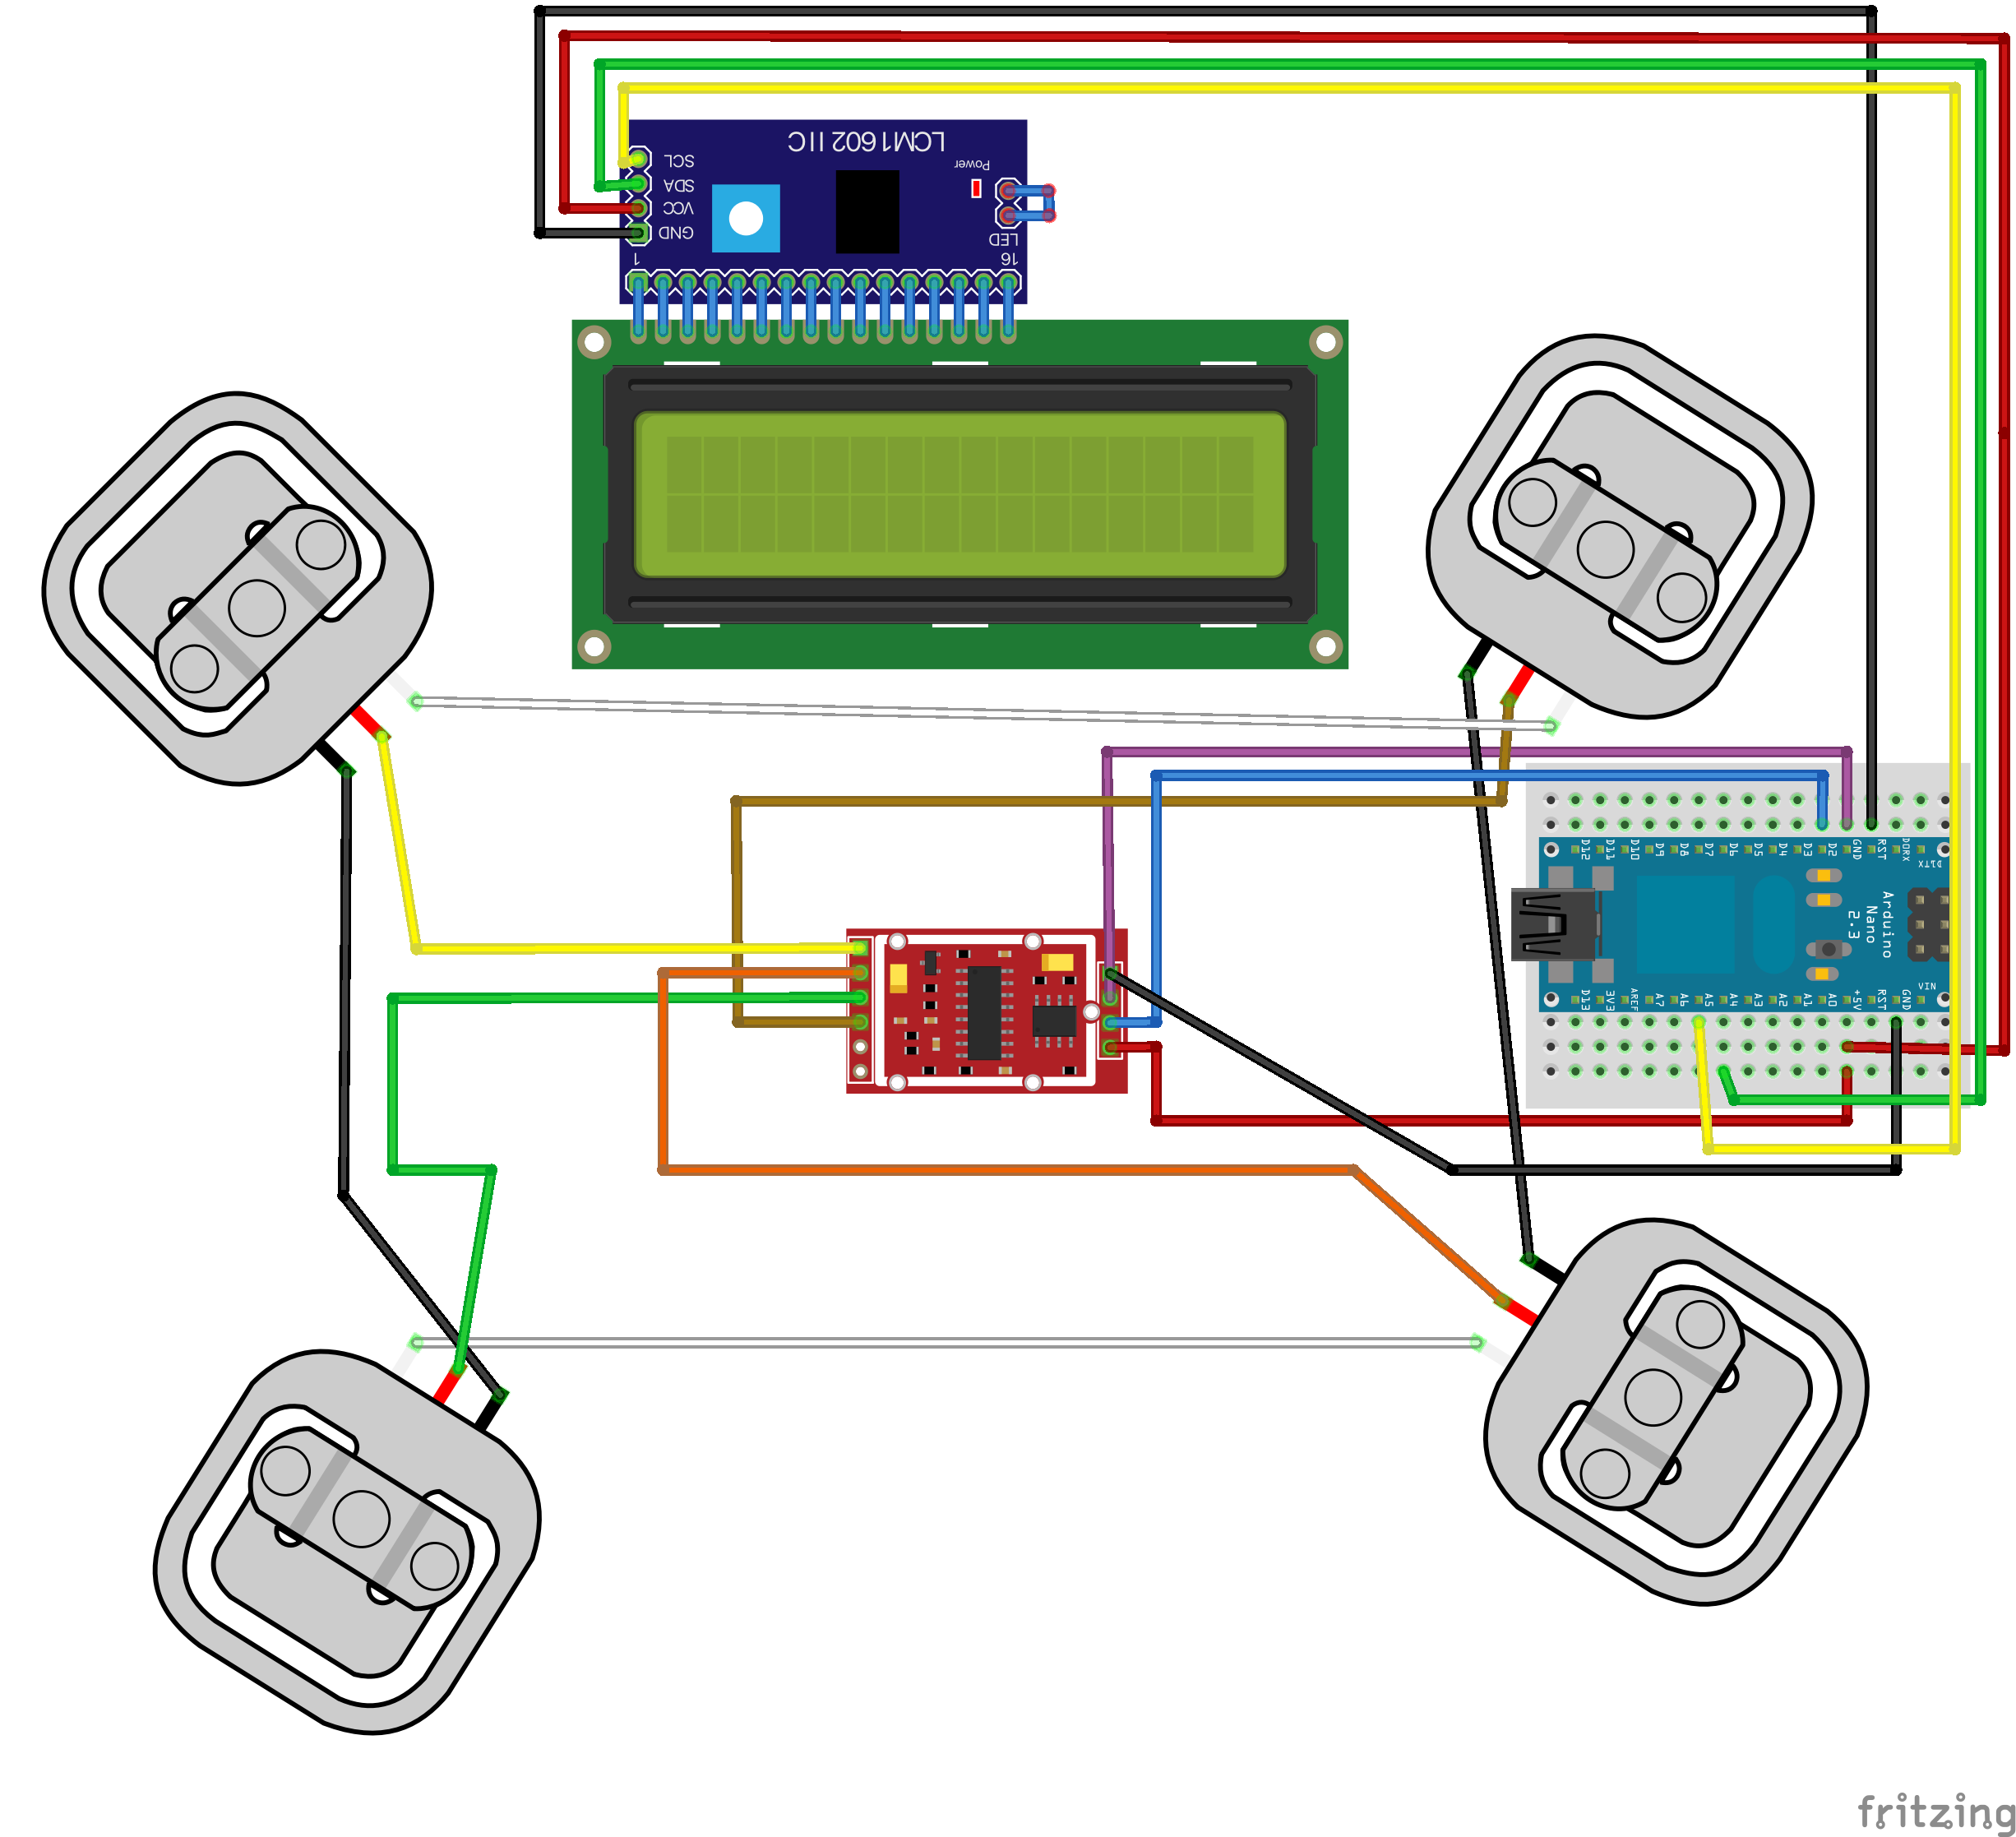 LCM1602 IIC
SCL
SDA
VCC
GND
Power
LED
1
16
D12
D11
D10
D9
D8
D7
D6
D5
D4
D3
D2
GND
RST
D0RX
D1TX
Arduino
Nano
2.3
VIN
D13
3V3
AREF
A7
A6
A5
A4
A3
A2
A1
A0
+5V
RST
GND
fritzing